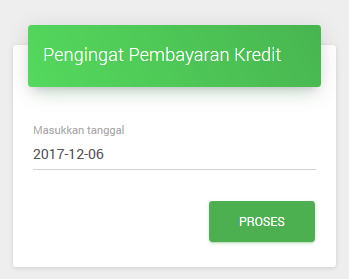 Pengingat Pembayaran Kredit
Masukkan tanggal
2017-12-06
PROSES